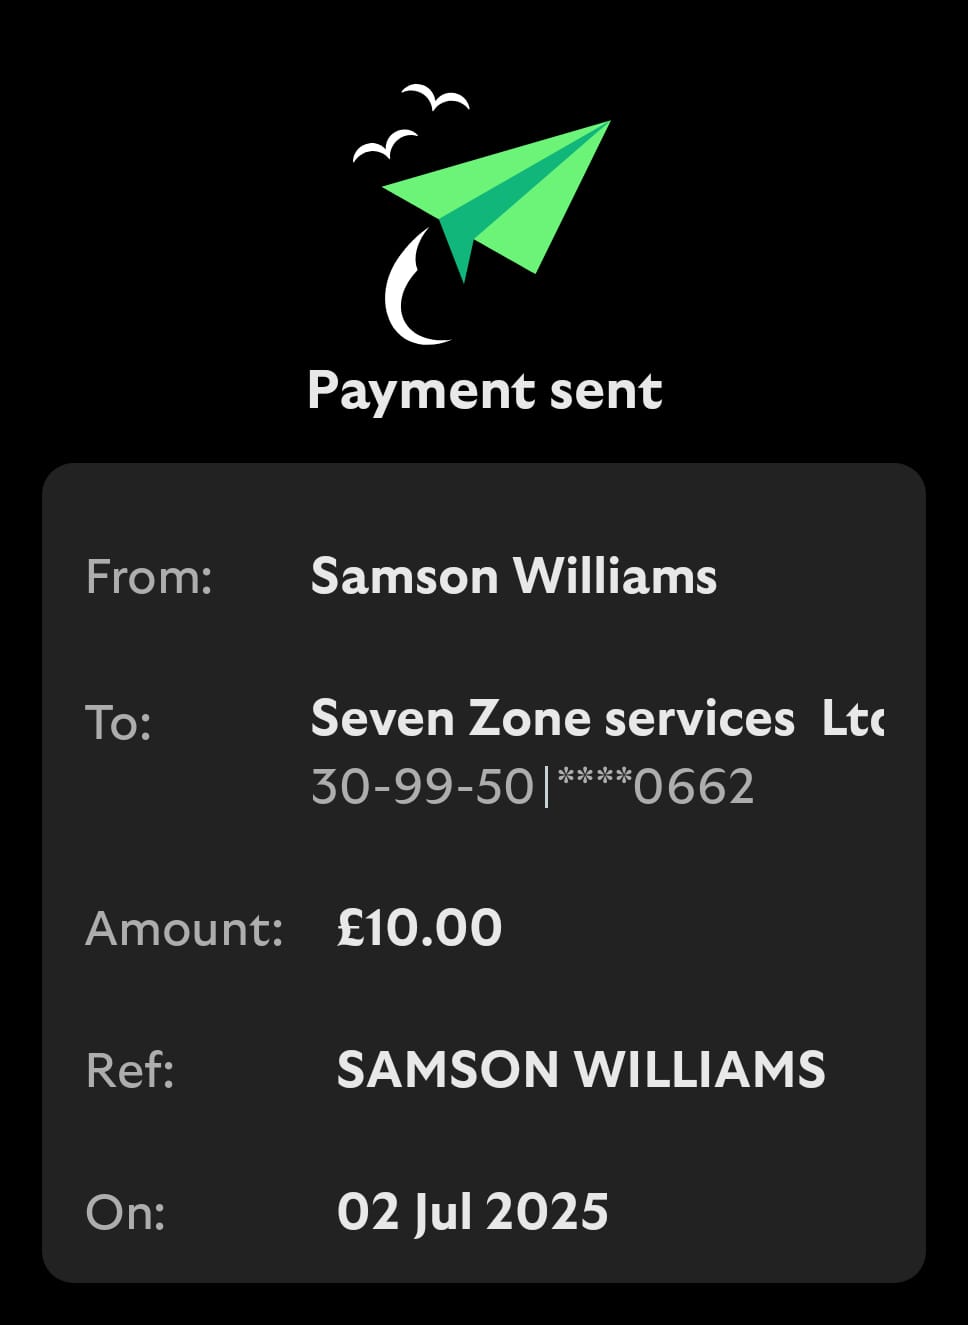 Payment sent
From: Samson Williams
To: Seven Zone services Ltd
30-99-50|****0662
Amount: £10.00
Ref: SAMSON WILLIAMS
On: 02 Jul 2025